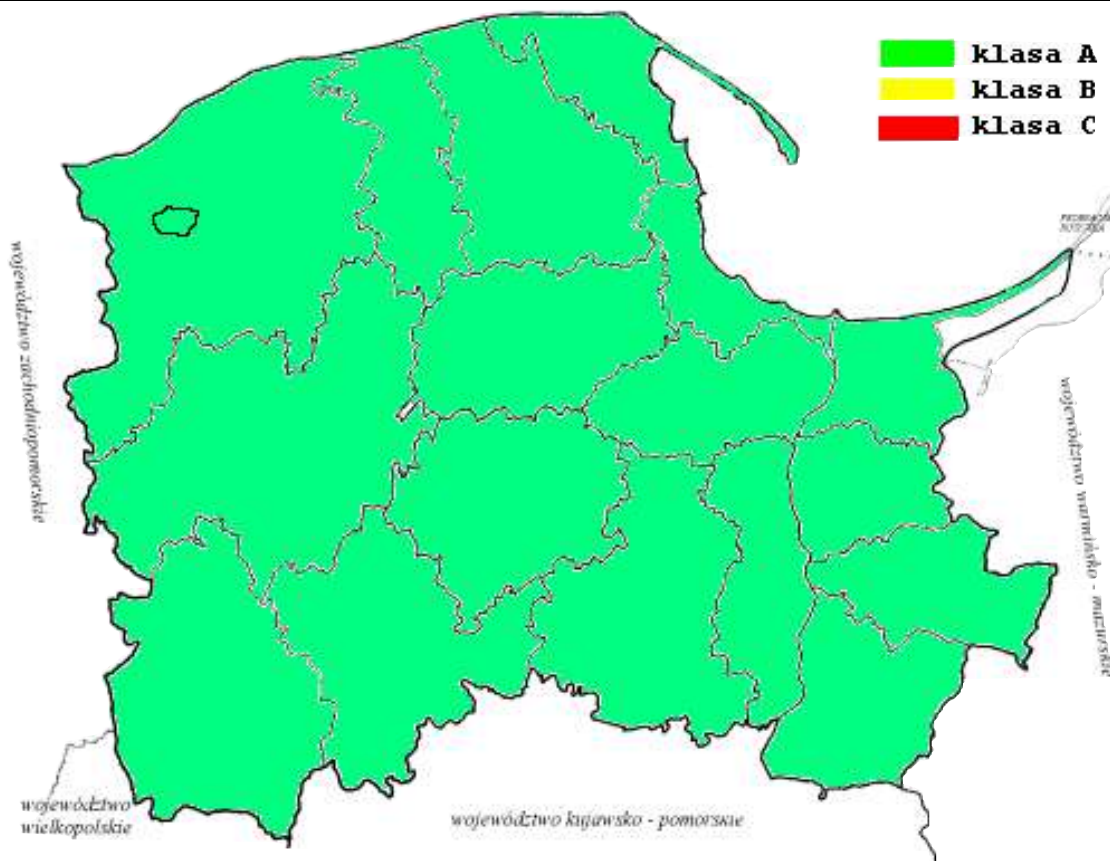 klasa A
klasa B
klasa C
województwo zachodniopomorskie
województwo warmińsko - mazurskie
województwo
wielkopolskie
województwo kujawsko - pomorskie